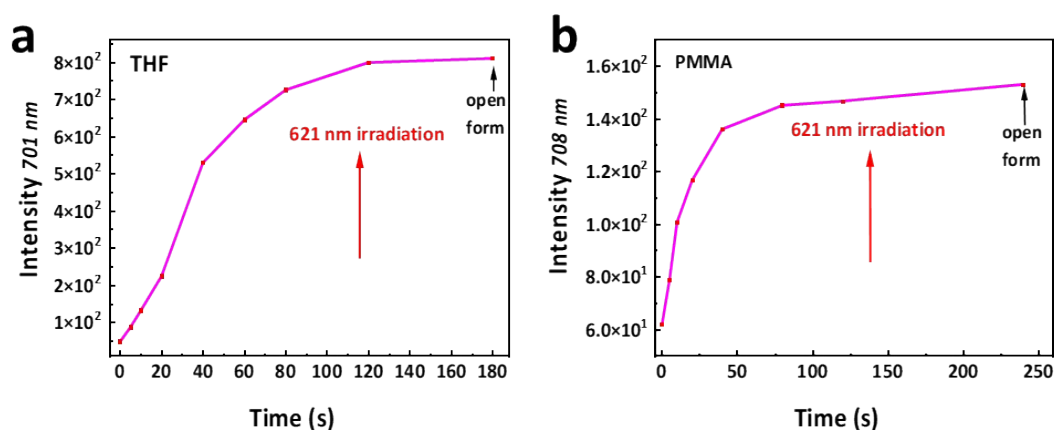 a
THF
Intensity 701 nm
8×10²
7×10²
6×10²
5×10²
4×10²
3×10²
2×10²
1×10²
621 nm irradiation
open
form
0 20 40 60 80 100 120 140 160 180
Time (s)
b
PMMA
Intensity 708 nm
1.6×10²
1.4×10²
1.2×10²
1.0×10²
8.0×10¹
6.0×10¹
621 nm irradiation
open
form
0 50 100 150 200 250
Time (s)